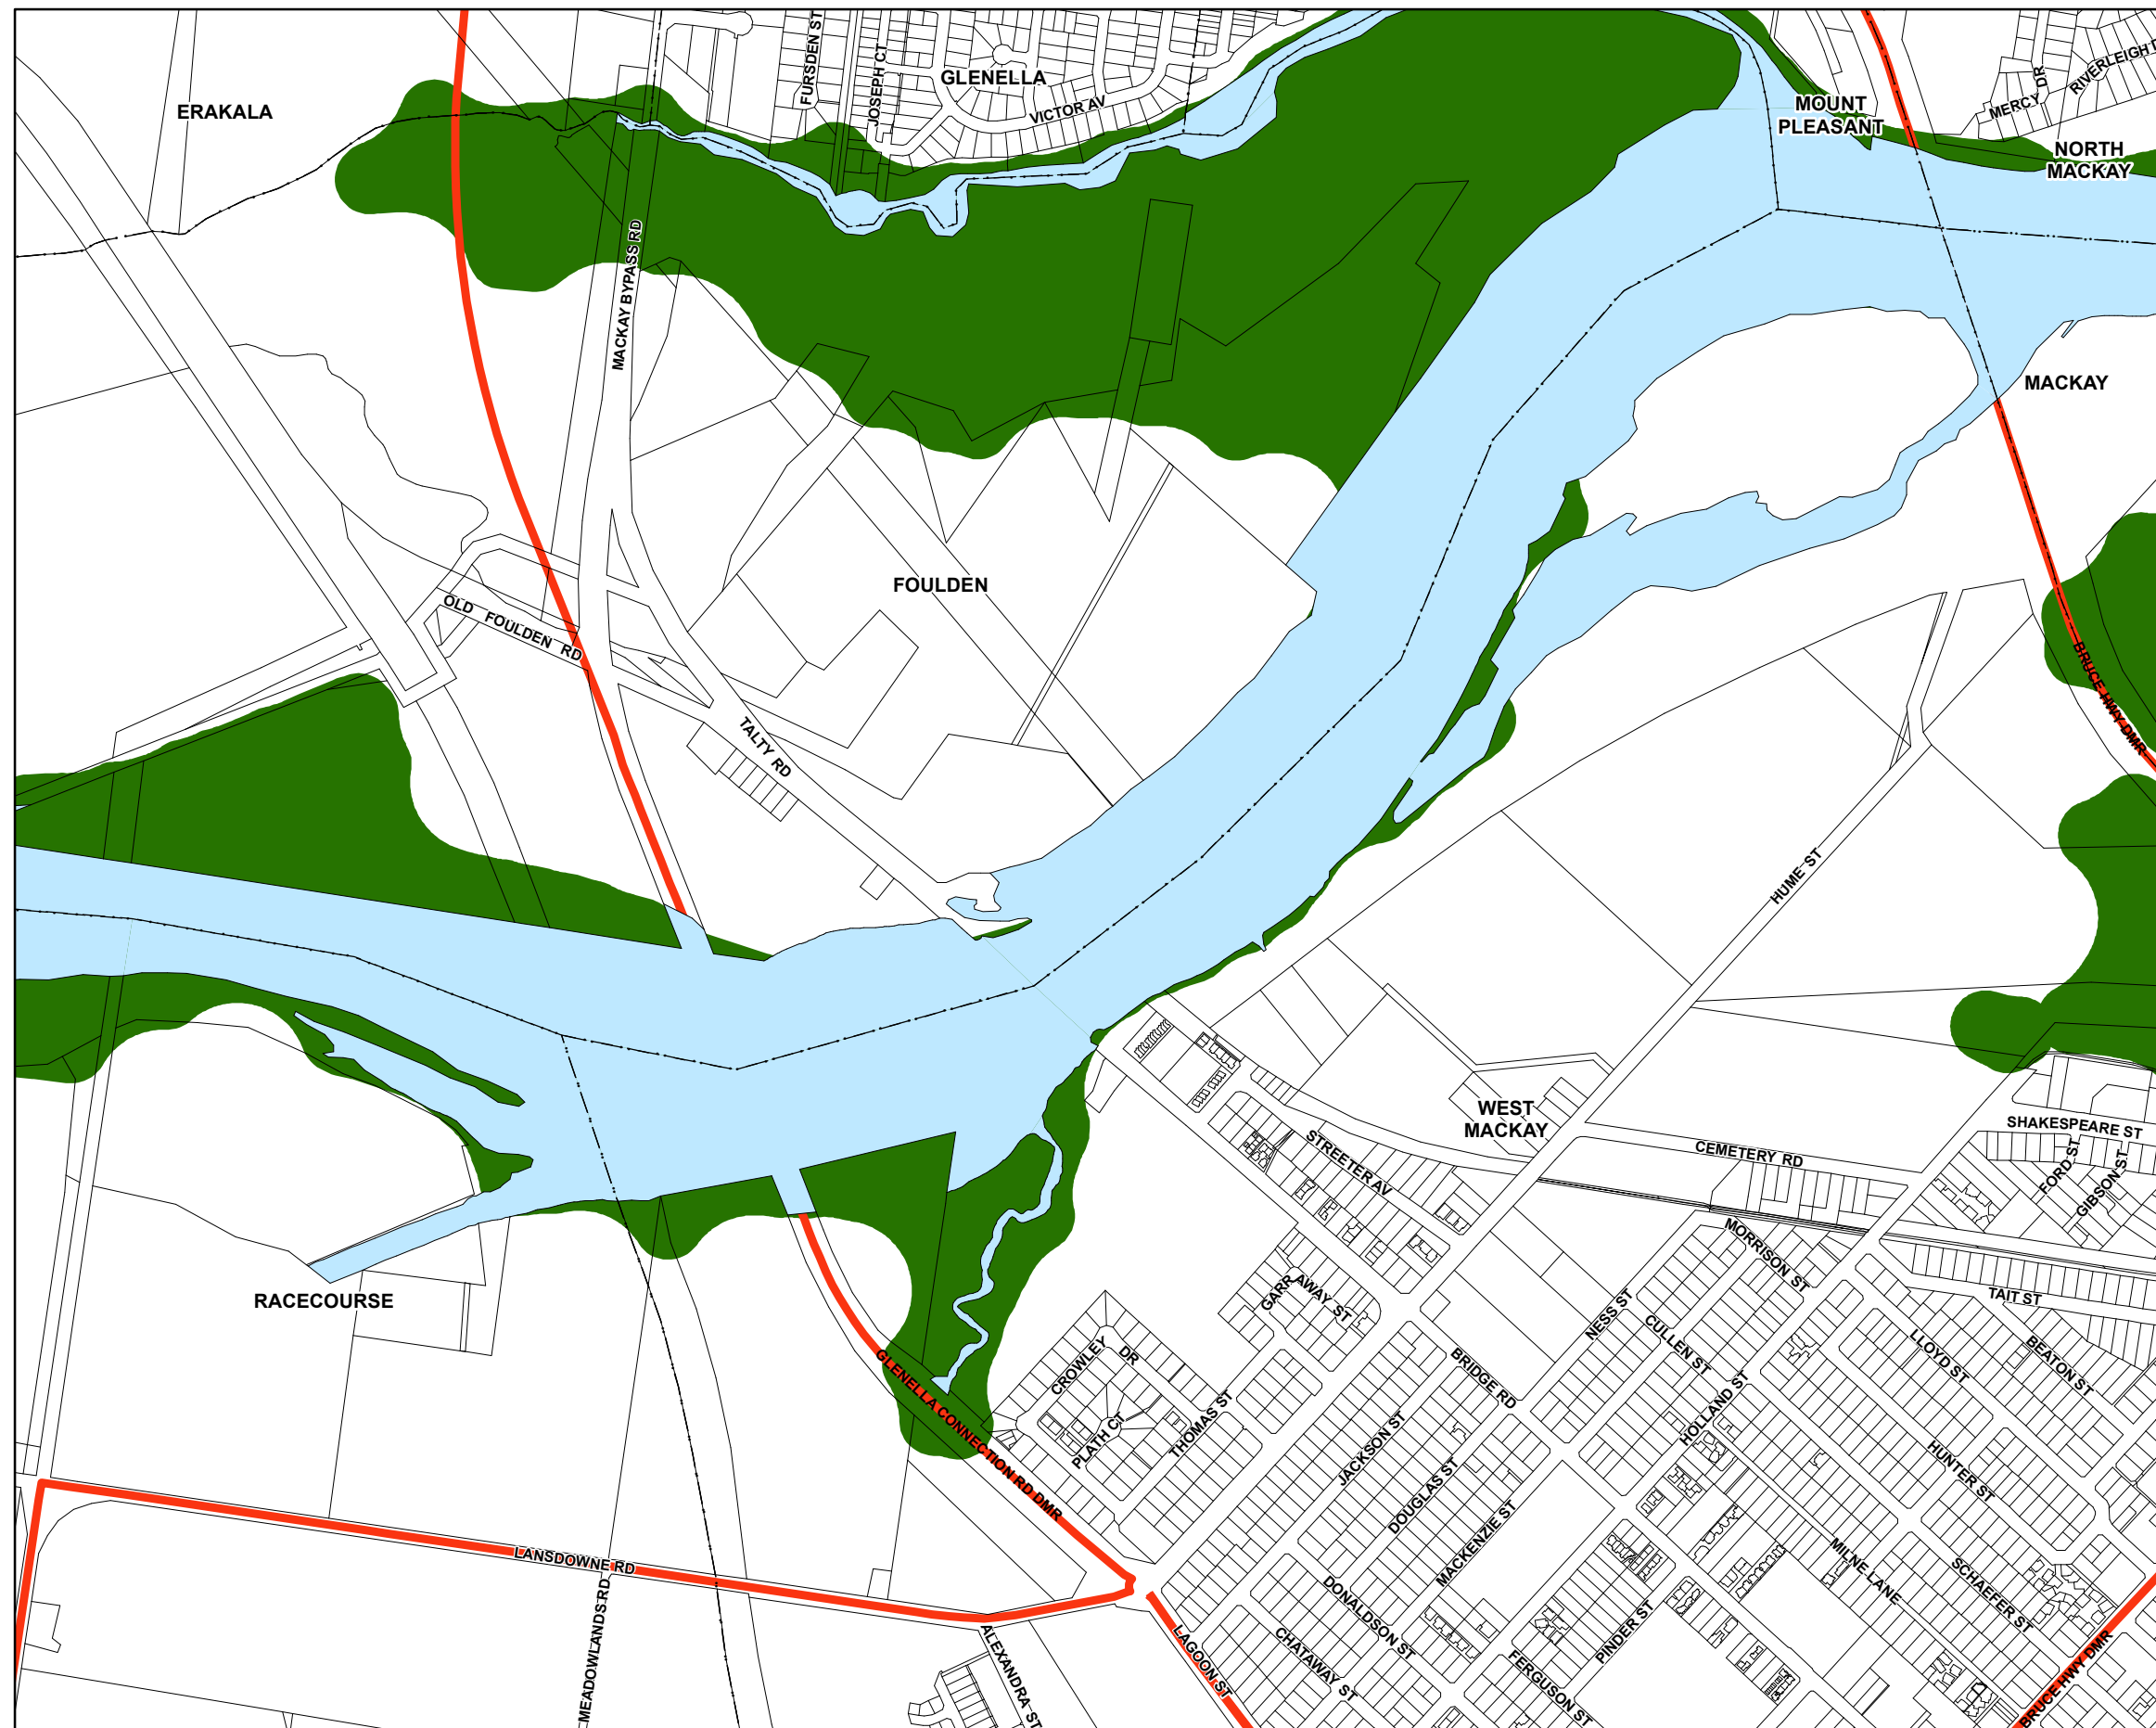 FURSDEN ST
JOSEPH CT
GLENELLA
VICTOR AV
ERAKALA
MOUNT
PLEASANT
MERCY DR
NORTH
MACKAY
MACKAY BYPASS RD
MACKAY
FOULDEN
OLD FOULDEN RD
TALTY RD
BRUCE HWY DMR
HUME ST
WEST
MACKAY
STREETER AV
CEMETERY RD
SHAKESPEARE ST
FORD ST
GIBSON ST
MORRISON ST
TAIT ST
RACECOURSE
GARRAWAY ST
NESS ST
CULLEN ST
LLOYD ST
BEATON ST
CROWLEY DR
BRIDGE RD
HOLLAND ST
PLATH CT
THOMAS ST
JACKSON ST
HUNTER ST
GLENELLA CONNECTION RD DMR
DOUGLAS ST
MACKENZIE ST
LANSDOWNE RD
MEADOWLANDS RD
MILNE LANE
SCHAEFER ST
DONALDSON ST
PINDER ST
ALEXANDRA ST
LAGOON ST
CHATAWAY ST
FERGUSON ST
BRUCE HWY DMR
RIVERLEIGH